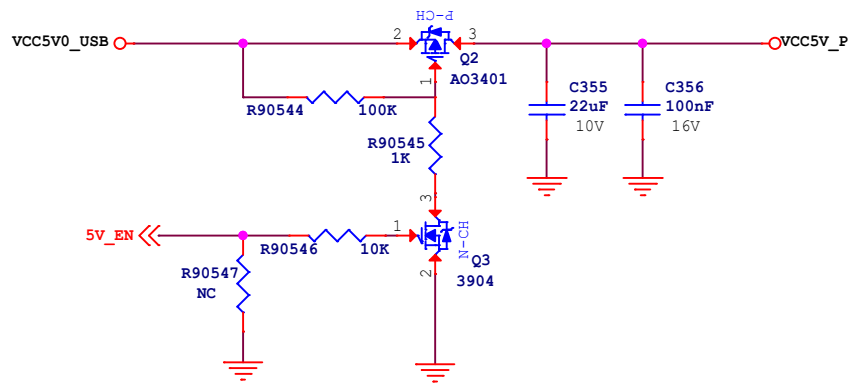 P-CH
VCC5V0_USB
2
3
VCC5V_P
Q2
1
AO3401
R90544
100K
C355
22uF
10V
C356
100nF
16V
R90545
1K
3
5V_EN
1
R90546
10K
N-CH
Q3
3904
2
R90547
NC